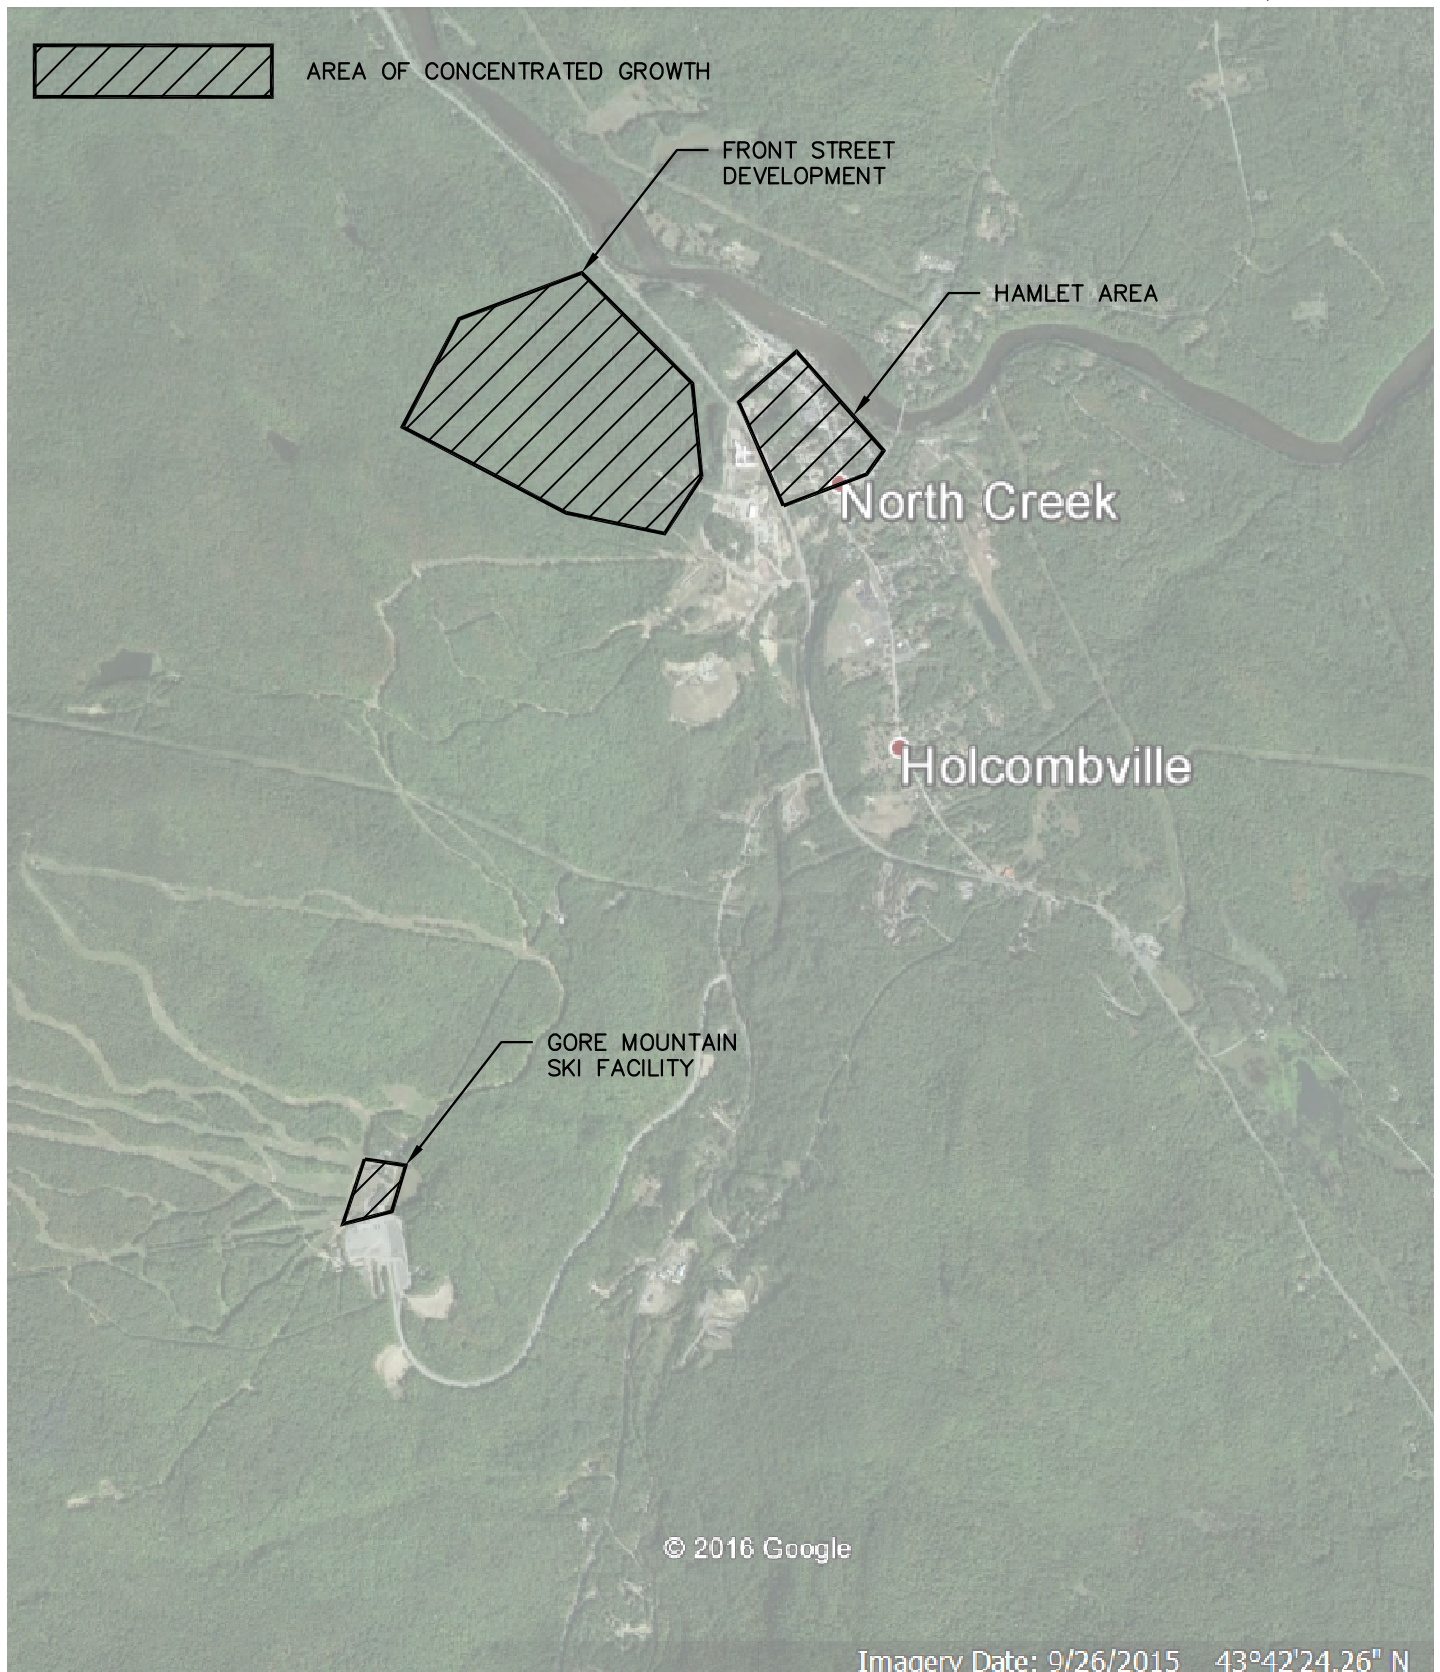 AREA OF CONCENTRATED GROWTH
FRONT STREET
DEVELOPMENT
HAMLET AREA
North Creek
Holcombville
GORE MOUNTAIN
SKI FACILITY
© 2016 Google
Imagery Date: 9/26/2015 43°42'24.26" N